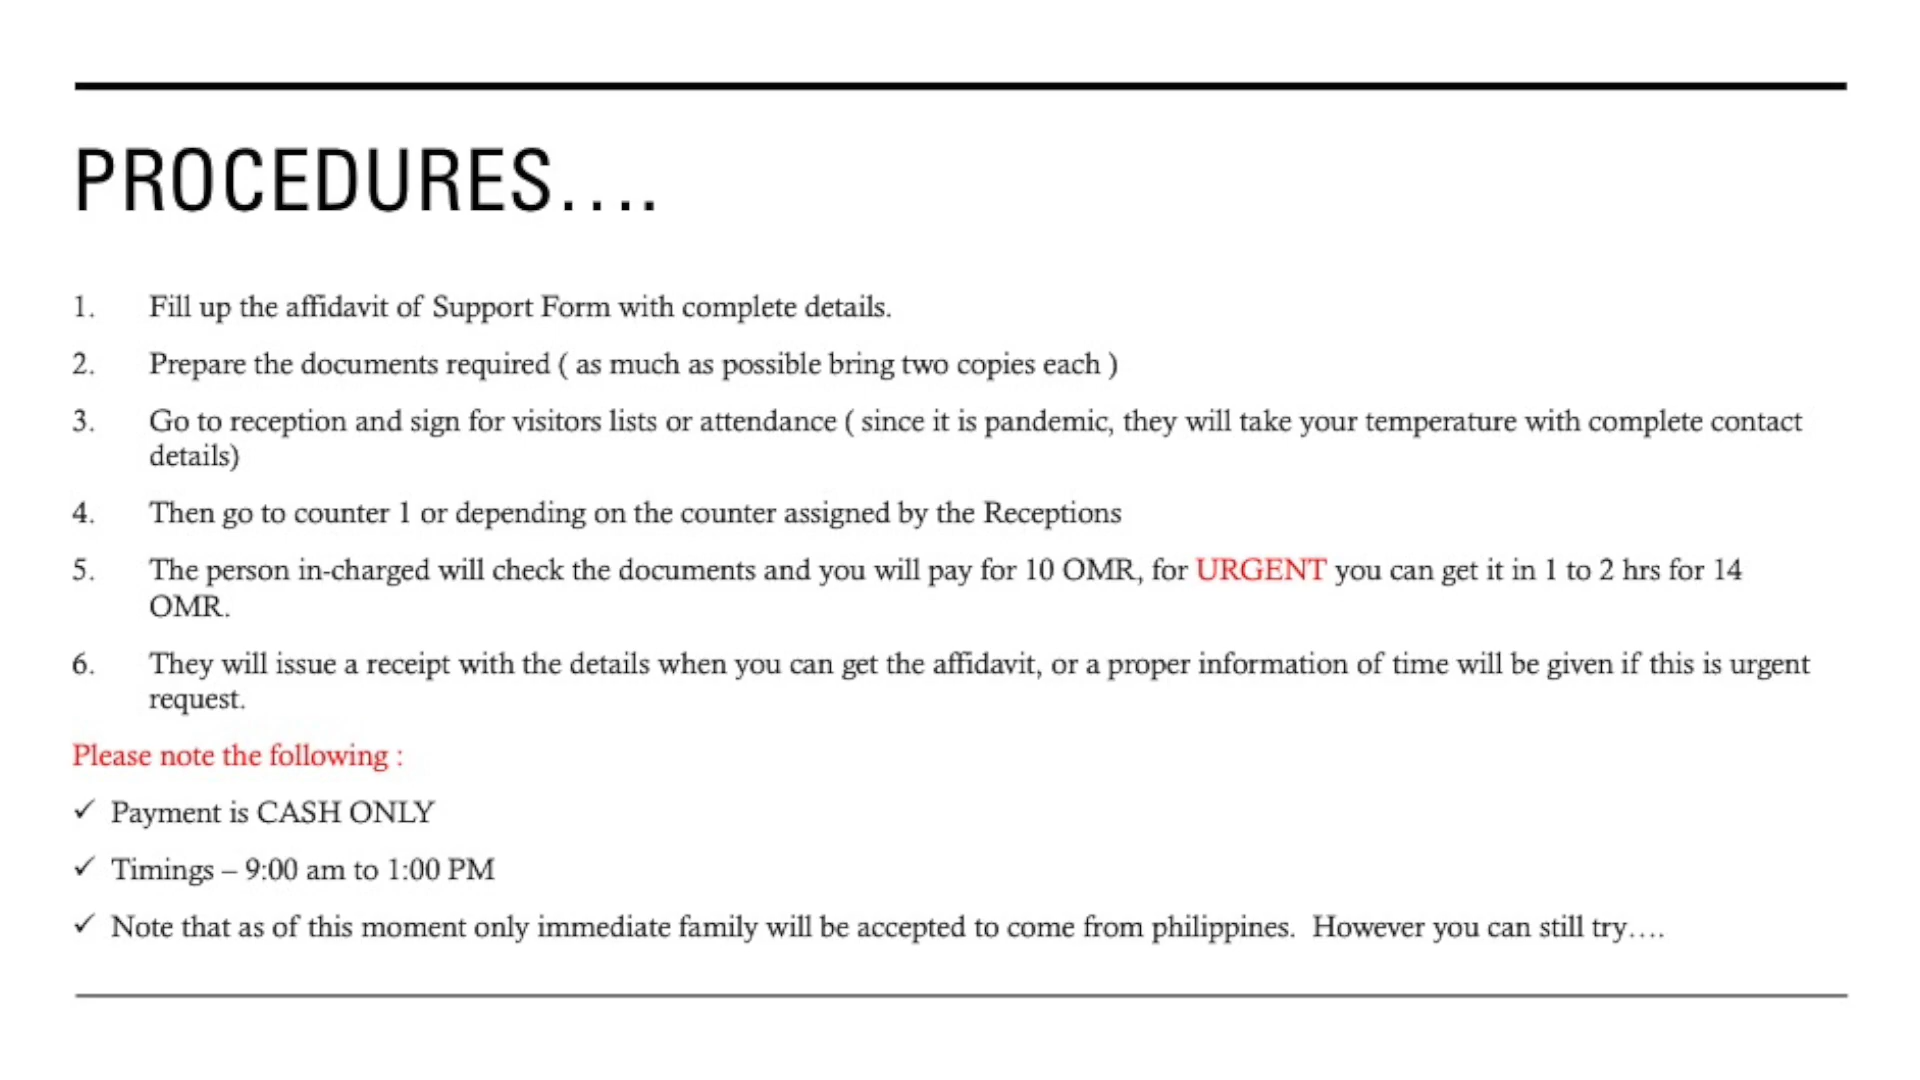 PROCEDURES....
1. Fill up the affidavit of Support Form with complete details.
2. Prepare the documents required ( as much as possible bring two copies each )
3. Go to reception and sign for visitors lists or attendance ( since it is pandemic, they will take your temperature with complete contact
details)
4. Then go to counter 1 or depending on the counter assigned by the Receptions
5. The person in-charged will check the documents and you will pay for 10 OMR, for URGENT you can get it in 1 to 2 hrs for 14
OMR.
6. They will issue a receipt with the details when you can get the affidavit, or a proper information of time will be given if this is urgent
request.
Please note the following :
✓ Payment is CASH ONLY
✓ Timings – 9:00 am to 1:00 PM
✓ Note that as of this moment only immediate family will be accepted to come from philippines. However you can still try....